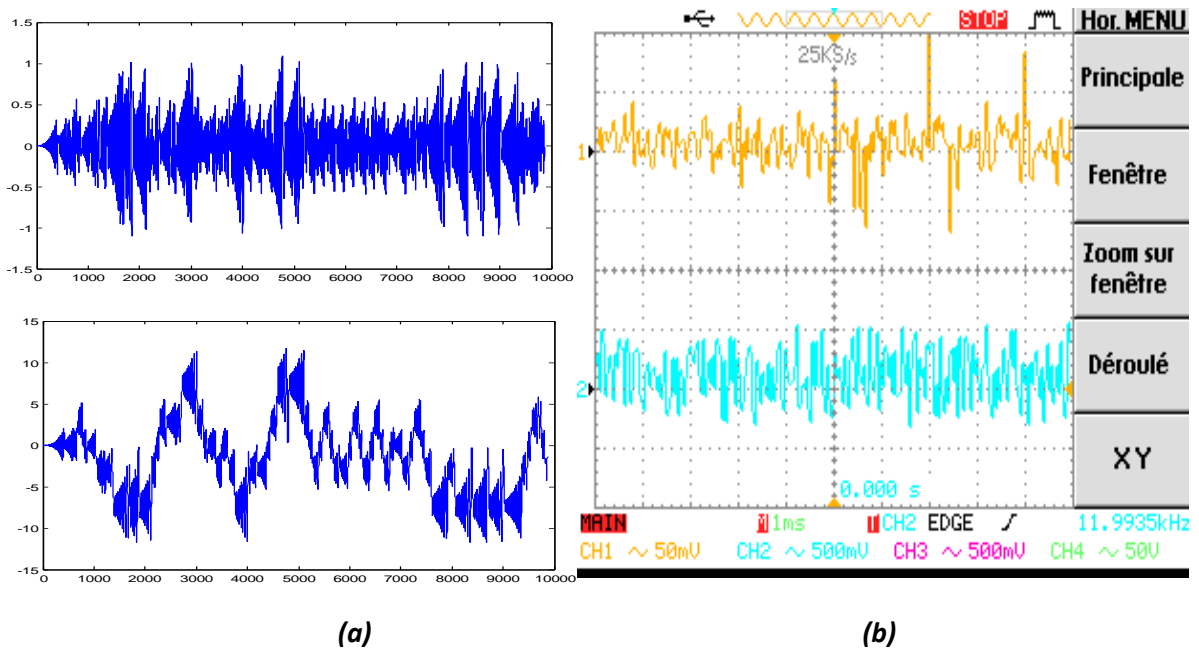 1.5
1
0.5
0
-0.5
-1
-1.5
0 1000 2000 3000 4000 5000 6000 7000 8000 9000 10000
15
10
5
0
-5
-10
-15
0 1000 2000 3000 4000 5000 6000 7000 8000 9000 10000
(a)
STOP
Hor. MENU
25KS/s
Principale
1
Fenêtre
Zoom sur
fenêtre
Déroulé
2
X Y
0.000 s
MAIN M 1ms T CH2 EDGE 11.9935kHz
CH1 ~ 50mV CH2 ~ 500mV CH3 ~ 500mV CH4 ~ 50V
(b)